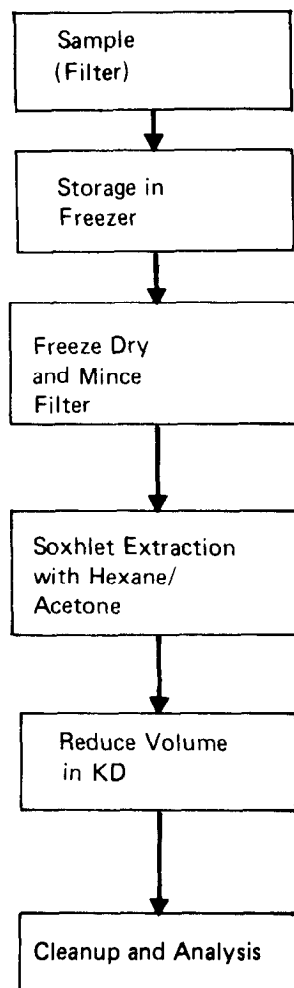 Sample
(Filter)
Storage in
Freezer
Freeze Dry
and Mince
Filter
Soxhlet Extraction
with Hexane/
Acetone
Reduce Volume
in KD
Cleanup and Analysis